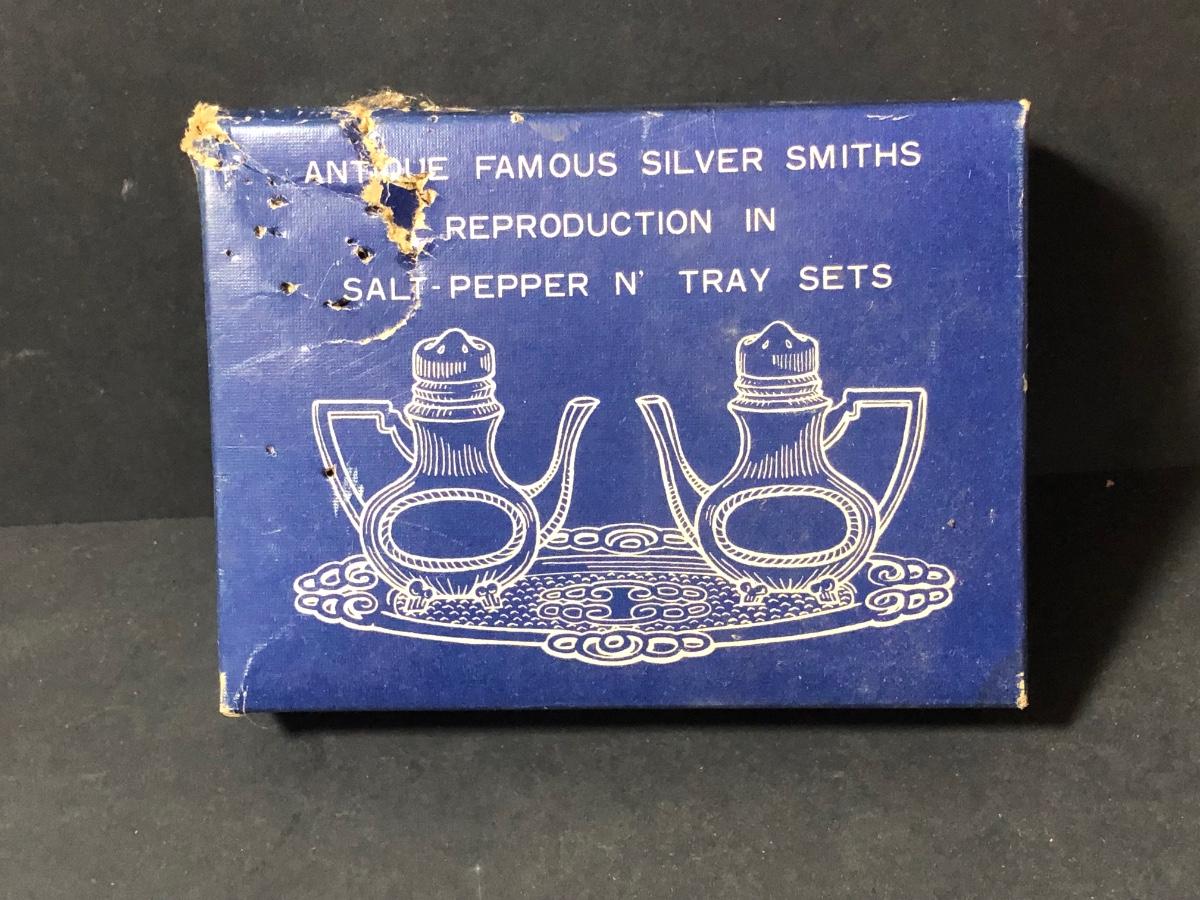 ANTIQUE FAMOUS SILVER SMITHS
REPRODUCTION IN
SALT-PEPPER N' TRAY SETS